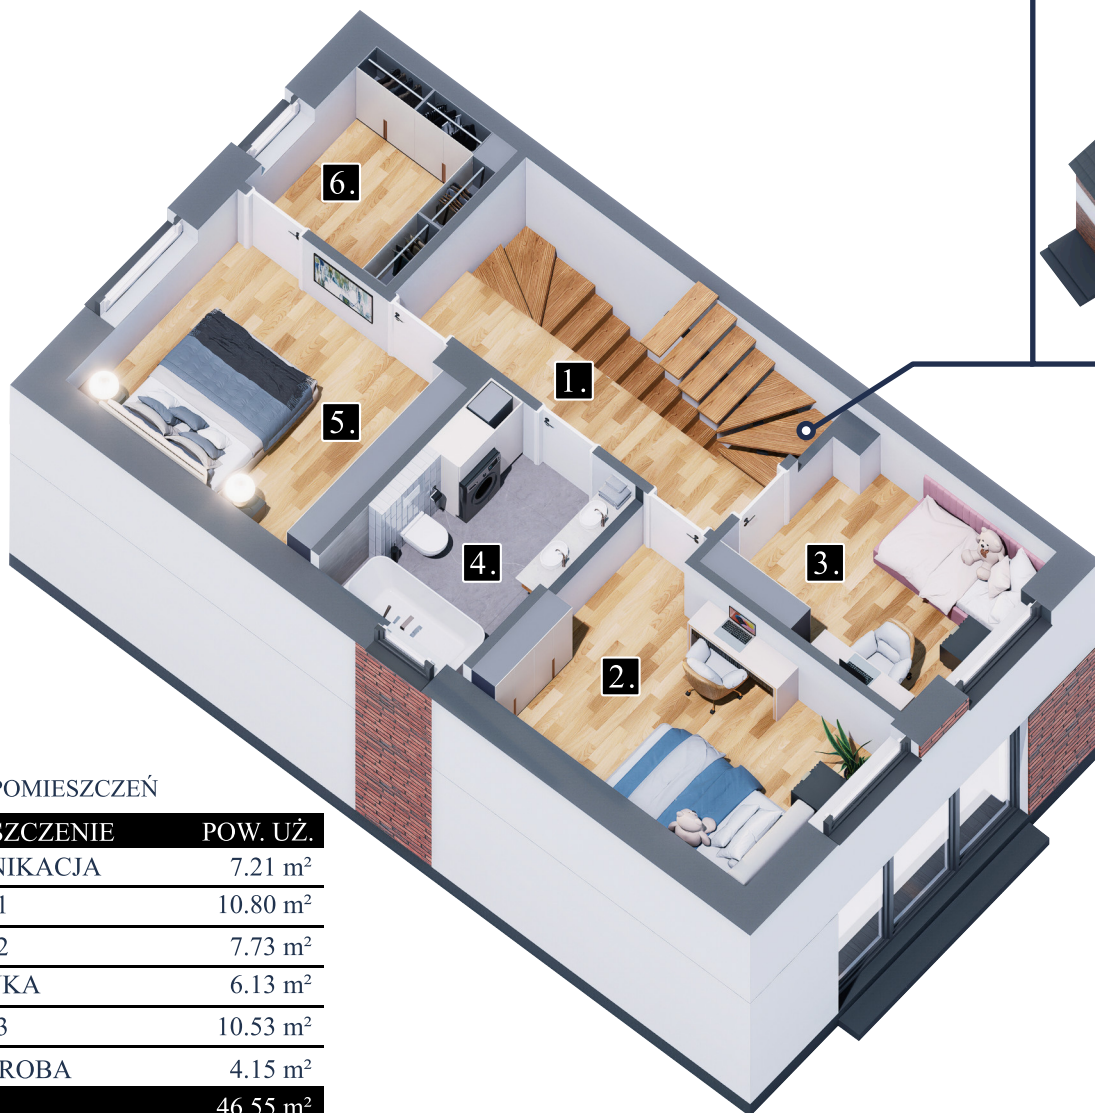 6.
1.
5.
3.
4.
2.
POMIESZCZEŃ
SZCZENIE POW. UŻ.
NIKACJA 7.21 m²
1 10.80 m²
2 7.73 m²
KA 6.13 m²
3 10.53 m²
ROBA 4.15 m²
46.55 m²